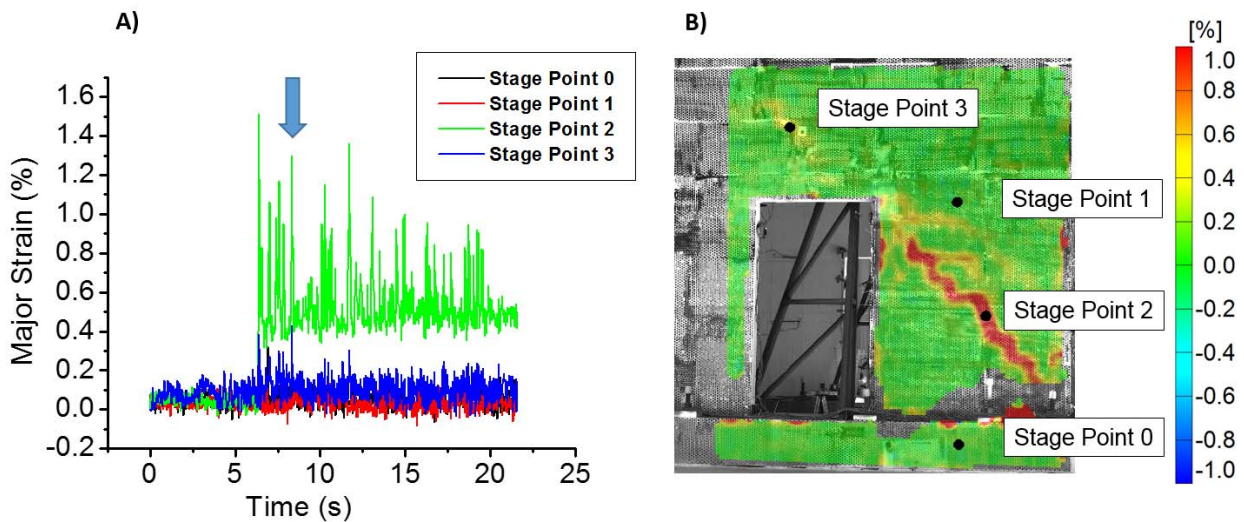 A)
Major Strain (%)
1.6
1.4
1.2
1.0
0.8
0.6
0.4
0.2
0.0
-0.2
0
5
10
15
20
25
Time (s)
Stage Point 0
Stage Point 1
Stage Point 2
Stage Point 3
B)
Stage Point 3
Stage Point 1
Stage Point 2
Stage Point 0
[%]
1.0
0.8
0.6
0.4
0.2
0.0
-0.2
-0.4
-0.6
-0.8
-1.0